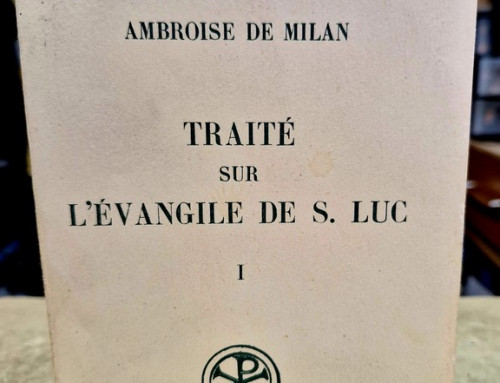 AMBROISE DE MILAN
TRAITÉ
SUR
L'ÉVANGILE DE S. LUC
I